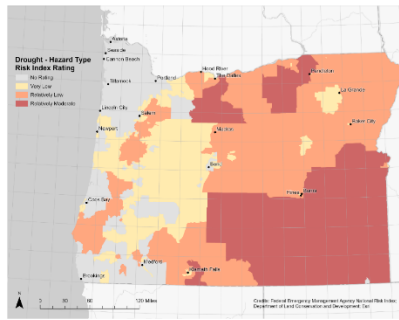 Drought - Hazard Type
Risk Index Rating
No Rating
Very Low
Relatively Low
Relatively Moderate
Astoria
Seaside
Cannon Beach
Tillamook
Portland
Hood River
The Dalles
Pendleton
La Grande
Lincoln City
Salem
Baker City
Newport
Madras
Bend
Burns
Coos Bay
Medford
Klamath Falls
Brookings
N
0 30 60 120 Miles
Credits: Federal Emergency Management Agency National Risk Index
Department of Land Conservation and Development; Esri